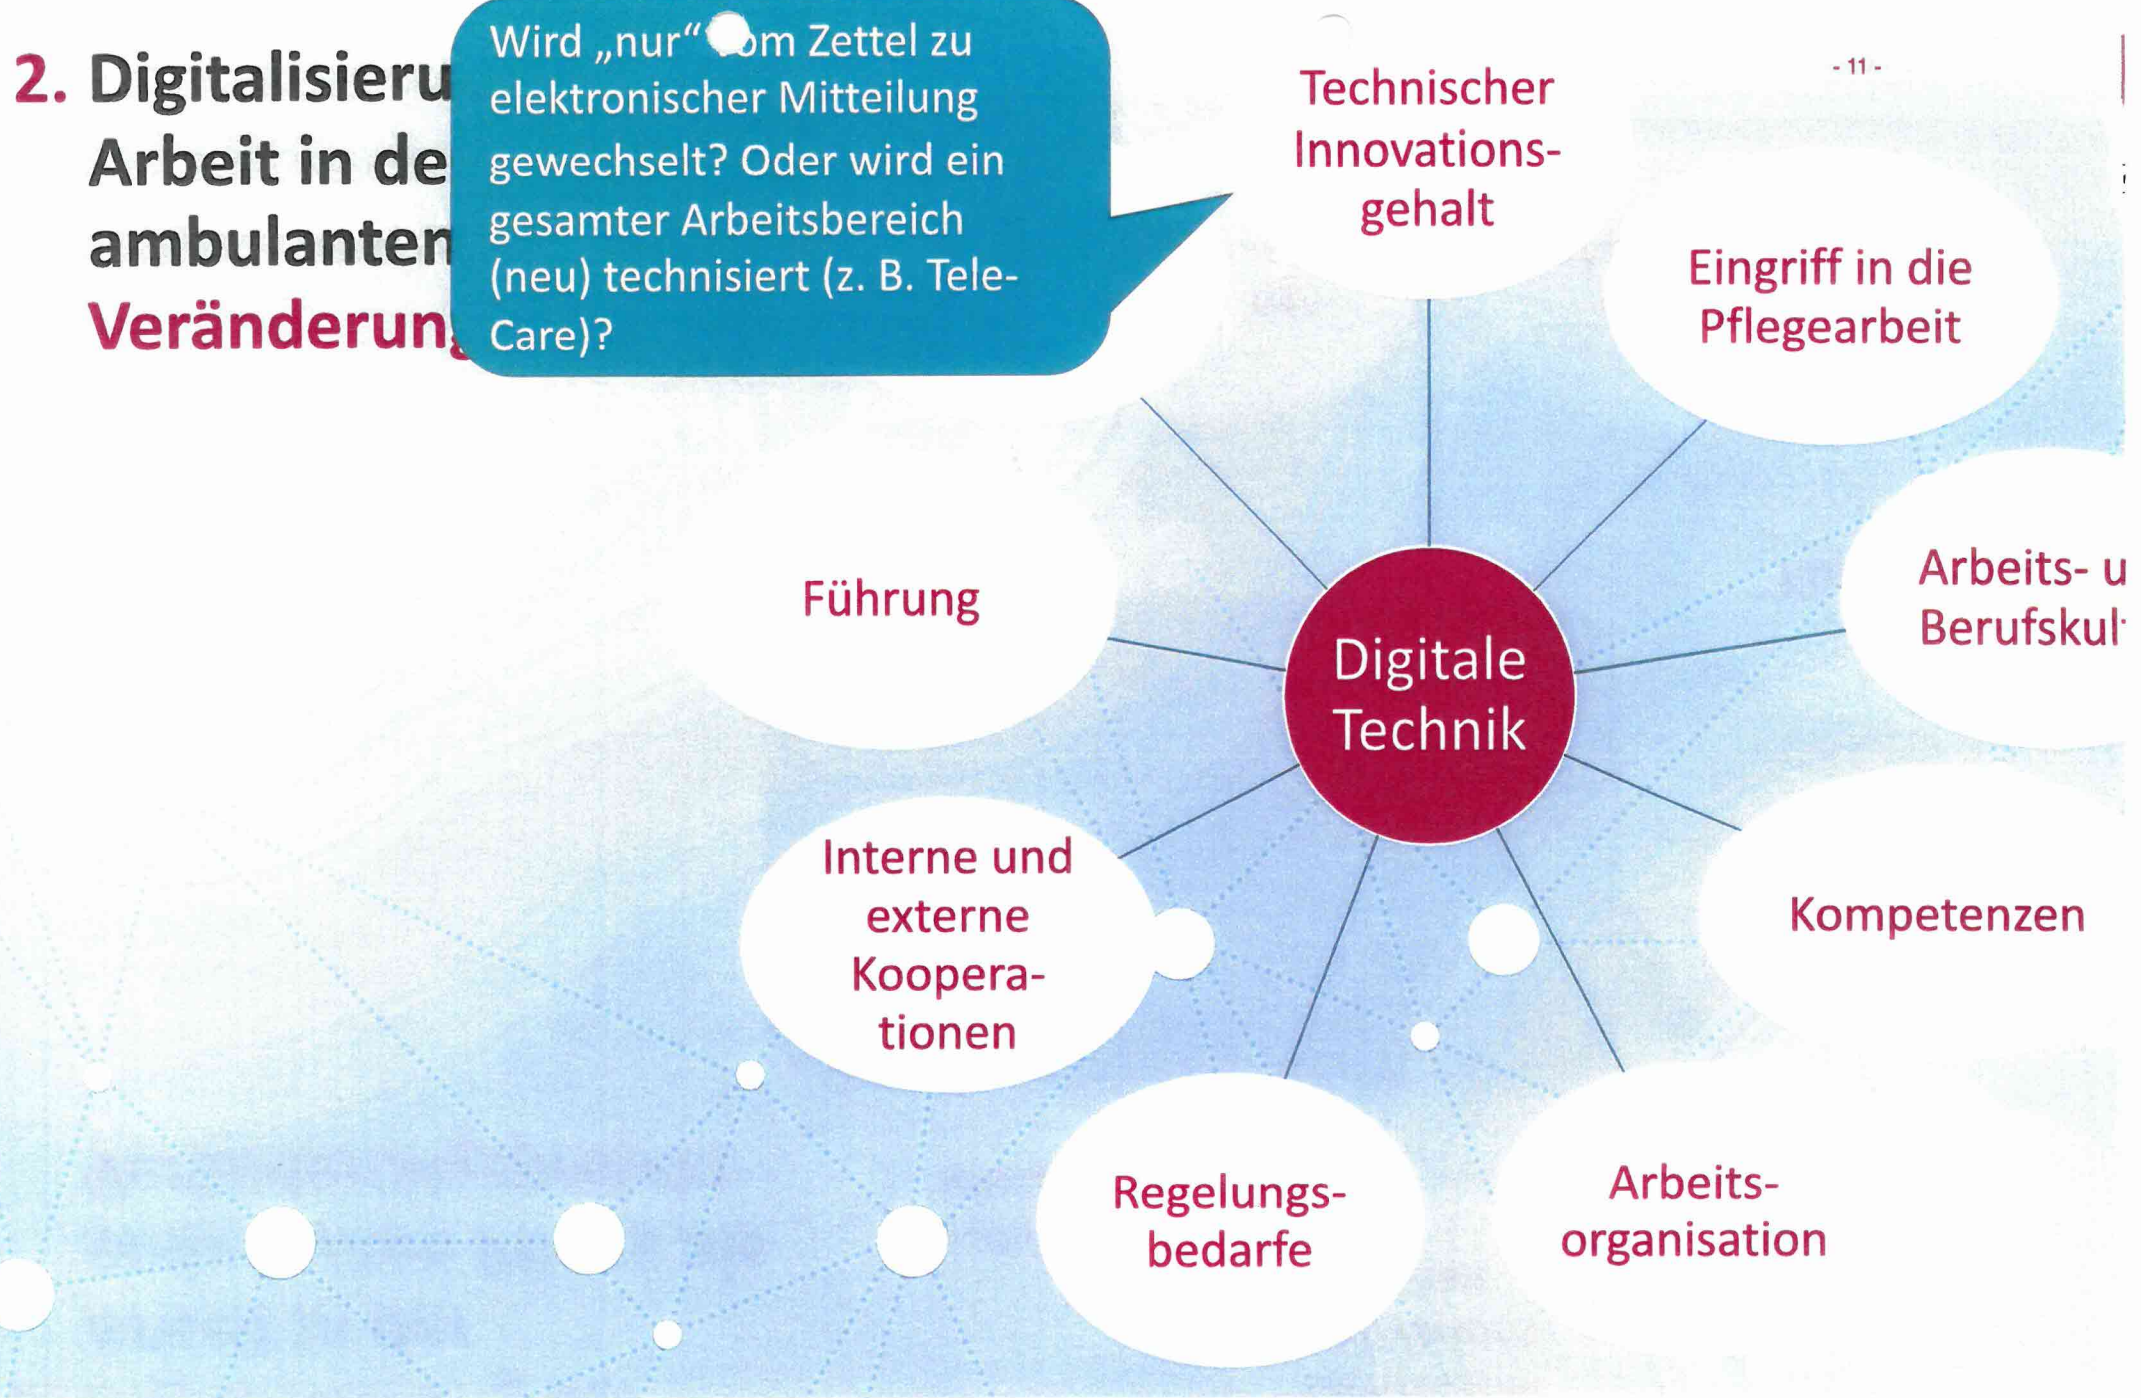 2. Digitalisieru
Arbeit in de
ambulanten
Veränderung
Wird „nur“ om Zettel zu
elektronischer Mitteilung
gewechselt? Oder wird ein
gesamter Arbeitsbereich
(neu) technisiert (z. B. Tele-
Care)?
Technischer
Innovations-
gehalt
- 11 -
Eingriff in die
Pflegearbeit
Arbeits- u
Berufskul
Führung
Digitale
Technik
Kompetenzen
Interne und
externe
Koopera-
tionen
Regelungs-
bedarfe
Arbeits-
organisation